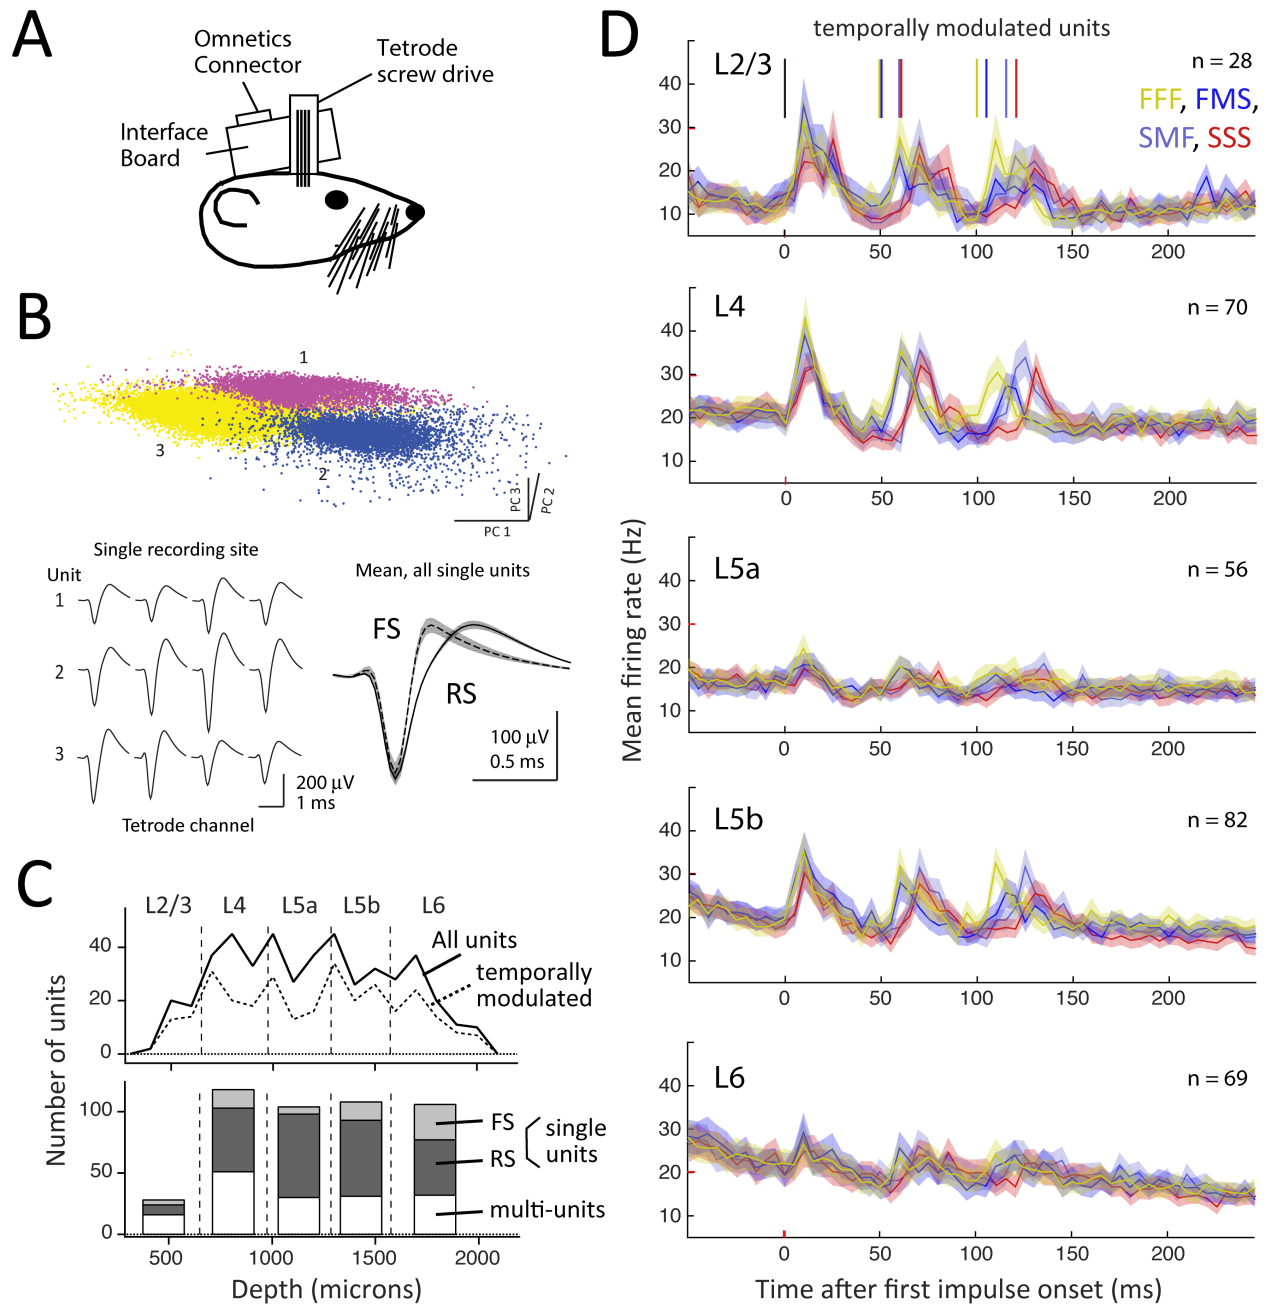 A
Omnetics
Connector
Tetrode
screw drive
Interface
Board
B
1
3
2
PC 3
PC 2
PC 1
Single recording site
Unit
1
2
3
200 µV
1 ms
Tetrode channel
Mean, all single units
FS
RS
100 µV
0.5 ms
C
L2/3 L4 L5a L5b L6
All units
temporally
modulated
40
20
0
Number of units
100
50
0
FS
RS
single
units
multi-units
500 1000 1500 2000
Depth (microns)
D
temporally modulated units
L2/3
n = 28
FFF, FMS,
SMF, SSS
40
30
20
10
0 50 100 150 200
L4
n = 70
40
30
20
10
0 50 100 150 200
Mean firing rate (Hz)
L5a
n = 56
40
30
20
10
0 50 100 150 200
L5b
n = 82
40
30
20
10
0 50 100 150 200
L6
n = 69
40
30
20
10
0 50 100 150 200
Time after first impulse onset (ms)